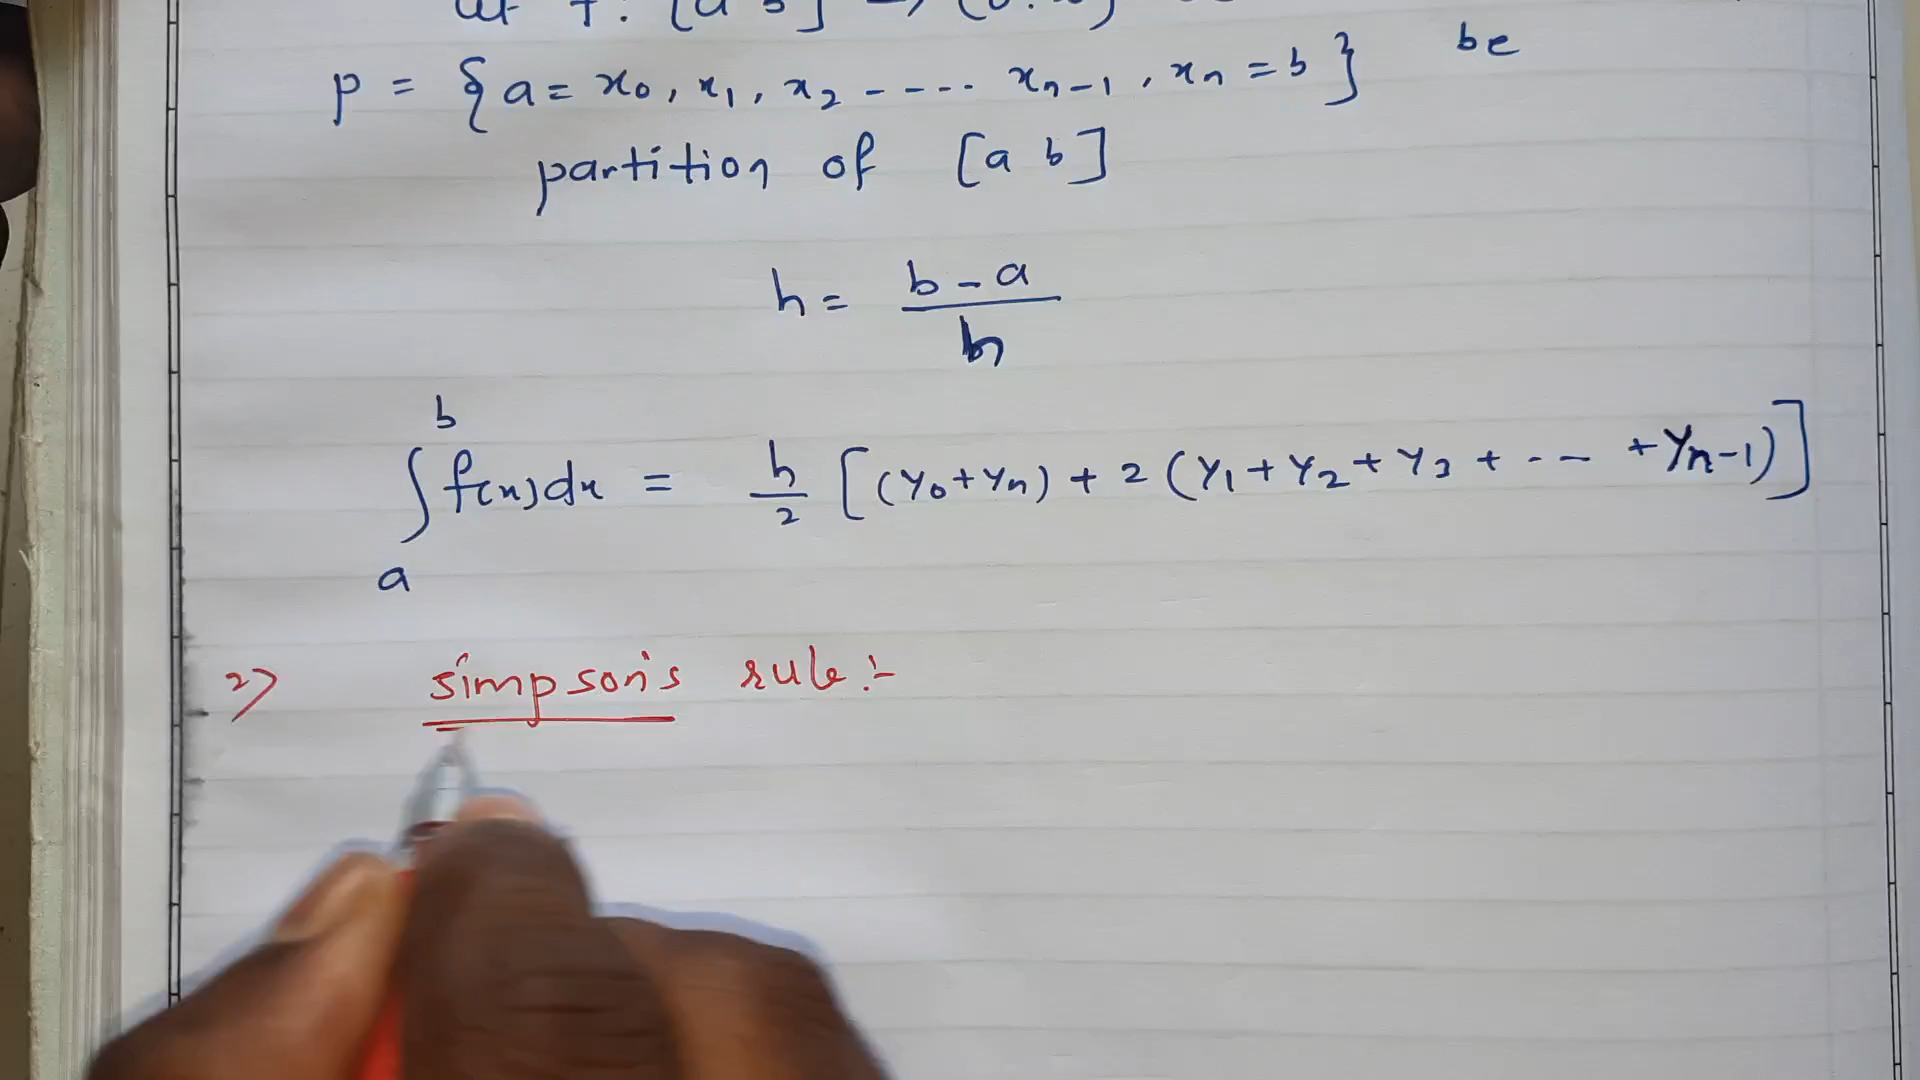 p = {a = x₀, x₁, x₂ ----.. xₙ₋₁, xₙ = b} be
partition of [a b]
h = (b - a)/n
∫ₐᵇ f(x)dx = h/2 [(y₀+yₙ) + 2 (y₁+y₂+y₃ + -.-- +yₙ₋₁)]
2) simpson's rule :-